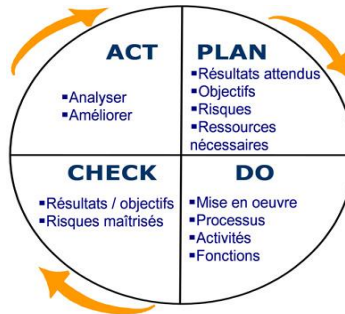 ACT
▪Analyser
▪Améliorer
PLAN
▪Résultats attendus
▪Objectifs
▪Risques
▪Ressources
nécessaires
CHECK
▪Résultats / objectifs
▪Risques maîtrisés
DO
▪Mise en oeuvre
▪Processus
▪Activités
▪Fonctions